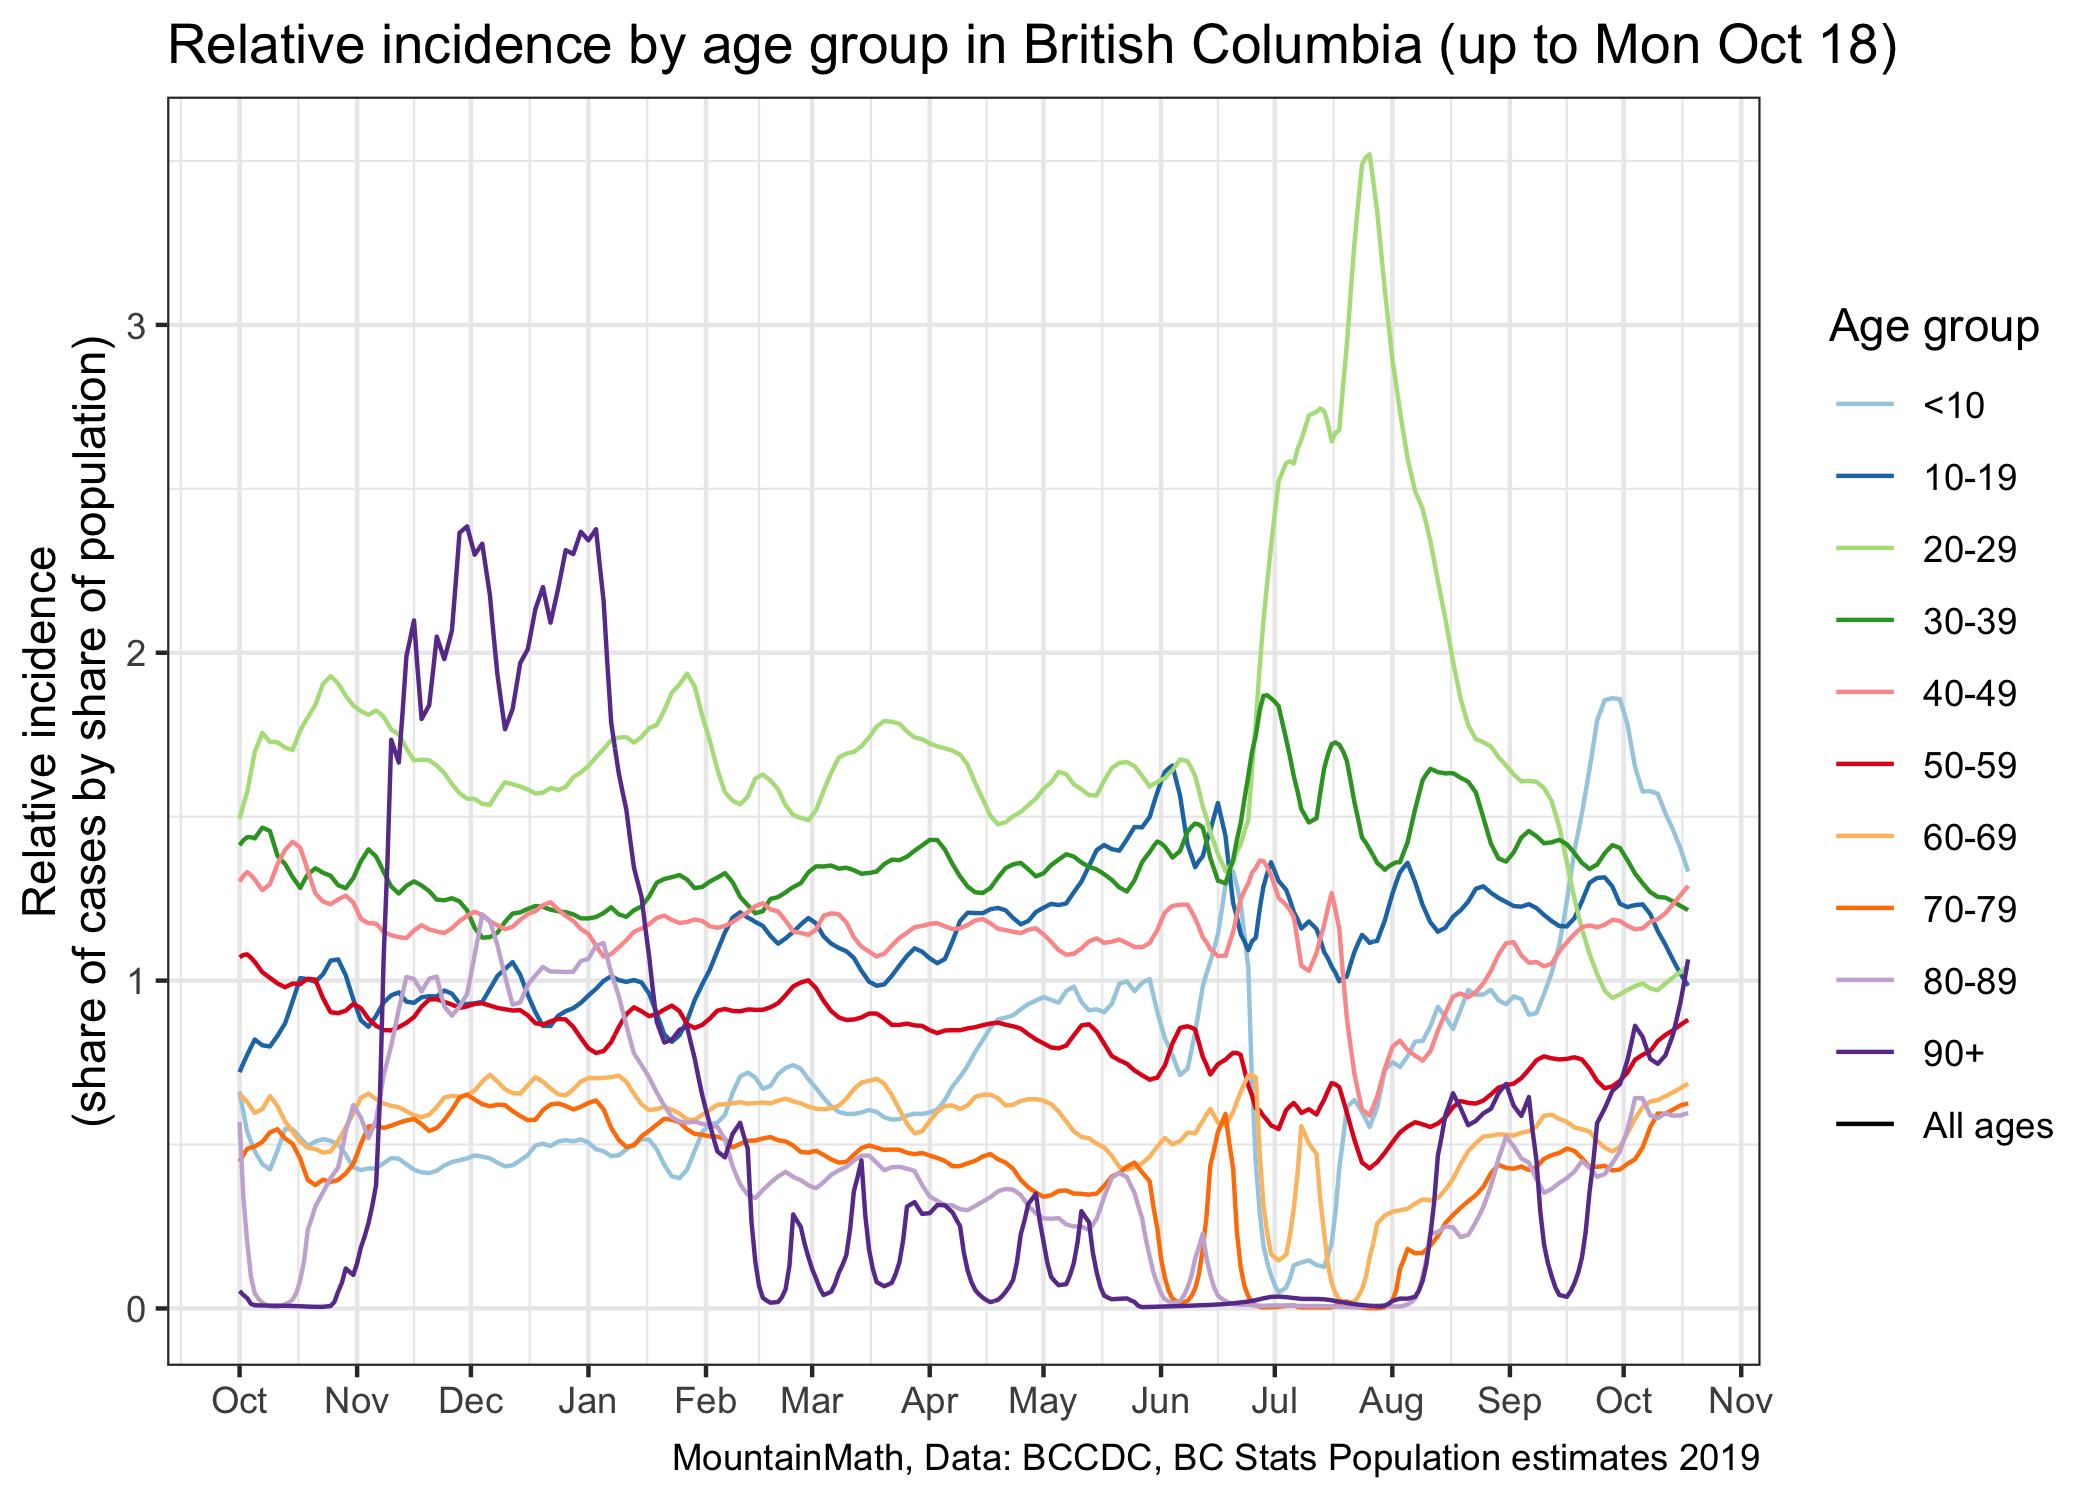 Relative incidence by age group in British Columbia (up to Mon Oct 18)
Relative incidence
(share of cases by share of population)
3
2
1
0
Oct Nov Dec Jan Feb Mar Apr May Jun Jul Aug Sep Oct Nov
Age group
<10
10-19
20-29
30-39
40-49
50-59
60-69
70-79
80-89
90+
All ages
MountainMath, Data: BCCDC, BC Stats Population estimates 2019